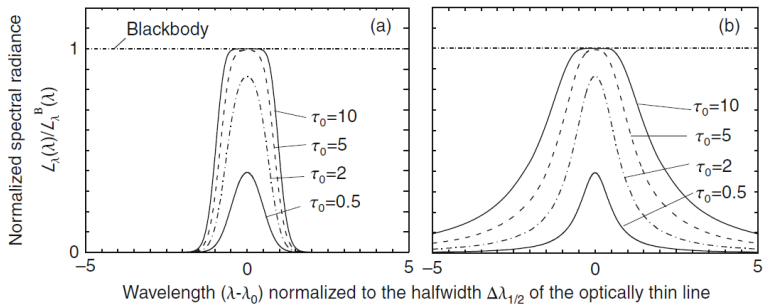 (a)
(b)
Blackbody
Normalized spectral radiance
L_λ(λ)/L_λ^B(λ)
1
0
τ₀=10
τ₀=5
τ₀=2
τ₀=0.5
τ₀=10
τ₀=5
τ₀=2
τ₀=0.5
−5
0
5
−5
0
5
Wavelength (λ-λ₀) normalized to the halfwidth Δλ₁/₂ of the optically thin line